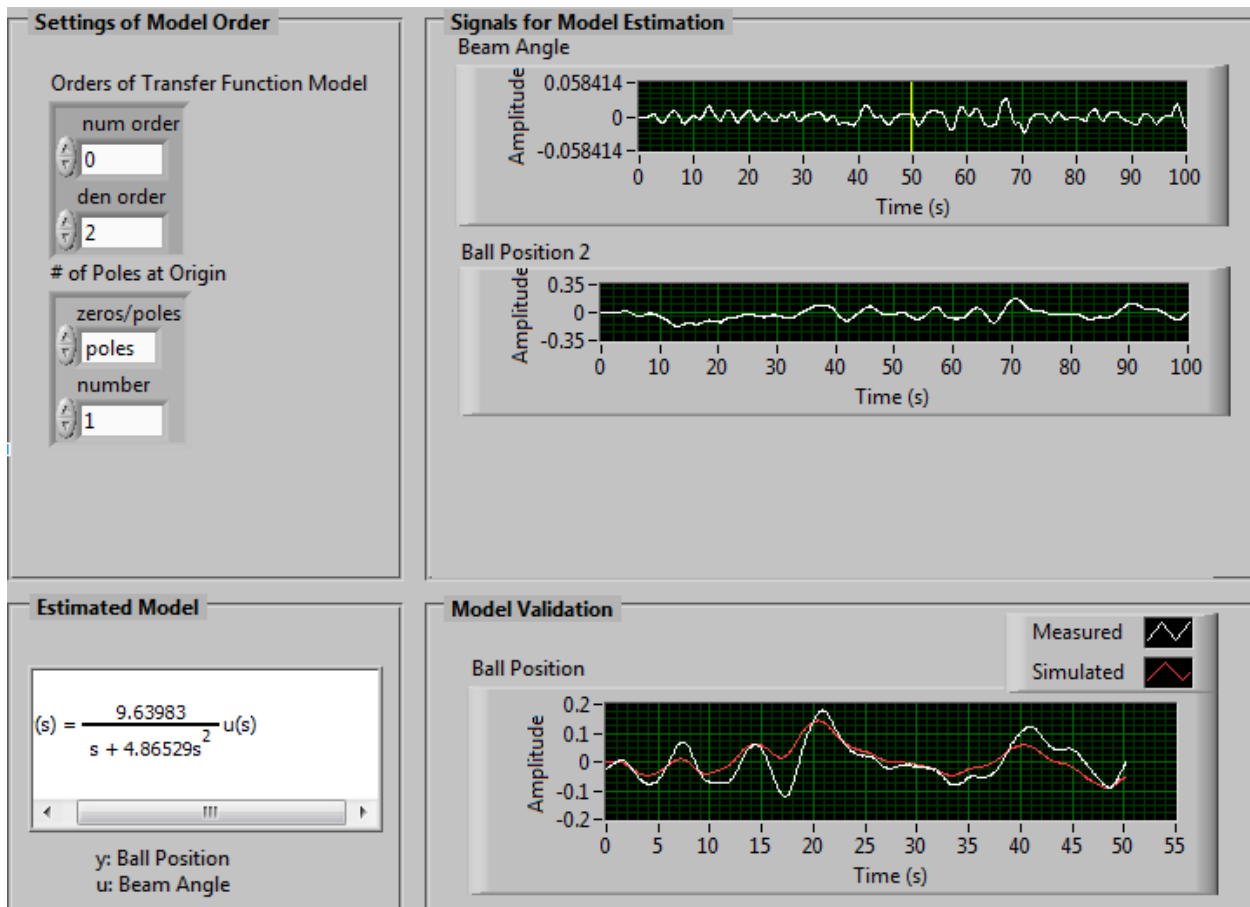 Settings of Model Order
Orders of Transfer Function Model
num order
0
den order
2
# of Poles at Origin
zeros/poles
poles
number
1
Signals for Model Estimation
Beam Angle
Amplitude
0.058414
0
-0.058414
0 10 20 30 40 50 60 70 80 90 100
Time (s)
Ball Position 2
Amplitude
0.35
0
-0.35
0 10 20 30 40 50 60 70 80 90 100
Time (s)
Estimated Model
(s) = 9.63983 / s + 4.86529s² u(s)
y: Ball Position
u: Beam Angle
Model Validation
Measured
Simulated
Ball Position
Amplitude
0.2
0.1
0
-0.1
-0.2
0 5 10 15 20 25 30 35 40 45 50 55
Time (s)